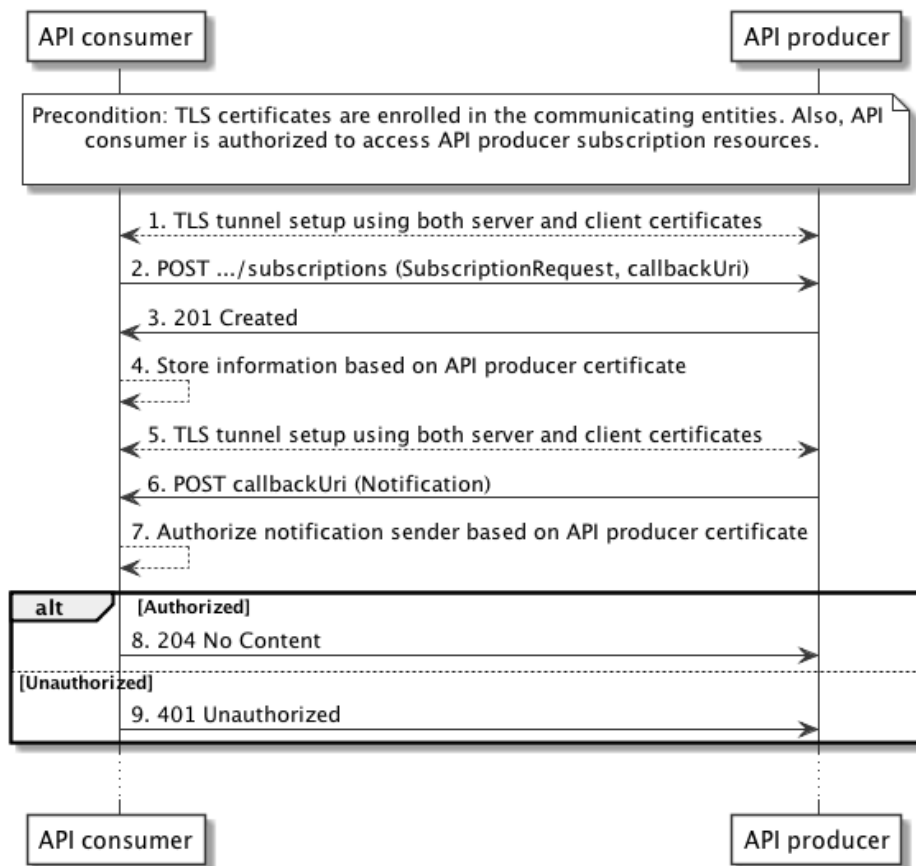 API consumer
API producer
Precondition: TLS certificates are enrolled in the communicating entities. Also, API
consumer is authorized to access API producer subscription resources.
1. TLS tunnel setup using both server and client certificates
2. POST .../subscriptions (SubscriptionRequest, callbackUri)
3. 201 Created
4. Store information based on API producer certificate
5. TLS tunnel setup using both server and client certificates
6. POST callbackUri (Notification)
7. Authorize notification sender based on API producer certificate
alt
[Authorized]
8. 204 No Content
[Unauthorized]
9. 401 Unauthorized
API consumer
API producer